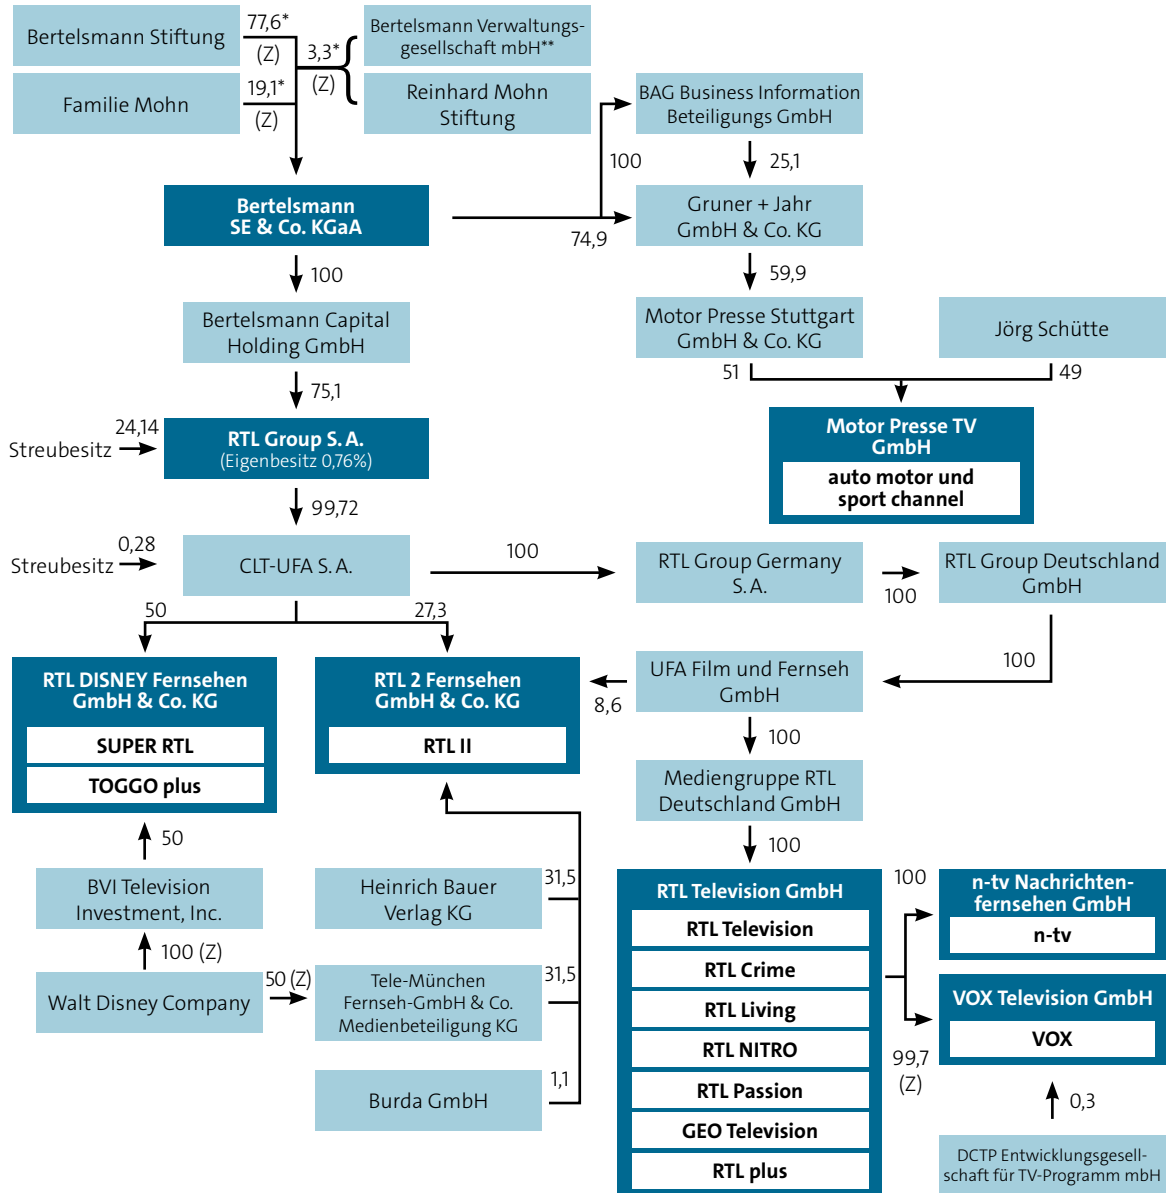 Bertelsmann Stiftung
77,6*
(Z)
3,3*
(Z)
Bertelsmann Verwaltungs-
gesellschaft mbH**
Familie Mohn
19,1*
(Z)
Reinhard Mohn
Stiftung
BAG Business Information
Beteiligungs GmbH
100
25,1
Bertelsmann
SE & Co. KGaA
74,9
Gruner + Jahr
GmbH & Co. KG
100
59,9
Bertelsmann Capital
Holding GmbH
Motor Presse Stuttgart
GmbH & Co. KG
Jörg Schütte
75,1
51
49
Streubesitz
24,14
RTL Group S. A.
(Eigenbesitz 0,76%)
Motor Presse TV
GmbH
auto motor und
sport channel
99,72
Streubesitz
0,28
CLT-UFA S. A.
100
RTL Group Germany
S. A.
100
RTL Group Deutschland
GmbH
50
27,3
100
RTL DISNEY Fernsehen
GmbH & Co. KG
SUPER RTL
TOGGO plus
RTL 2 Fernsehen
GmbH & Co. KG
RTL II
8,6
UFA Film und Fernseh
GmbH
100
Mediengruppe RTL
Deutschland GmbH
50
100
BVI Television
Investment, Inc.
Heinrich Bauer
Verlag KG
31,5
100 (Z)
Walt Disney Company
50 (Z)
Tele-München
Fernseh-GmbH & Co.
Medienbeteiligung KG
31,5
Burda GmbH
1,1
RTL Television GmbH
RTL Television
RTL Crime
RTL Living
RTL NITRO
RTL Passion
GEO Television
RTL plus
100
n-tv Nachrichten-
fernsehen GmbH
n-tv
VOX Television GmbH
VOX
99,7
(Z)
0,3
DCTP Entwicklungsgesell-
schaft für TV-Programm mbH